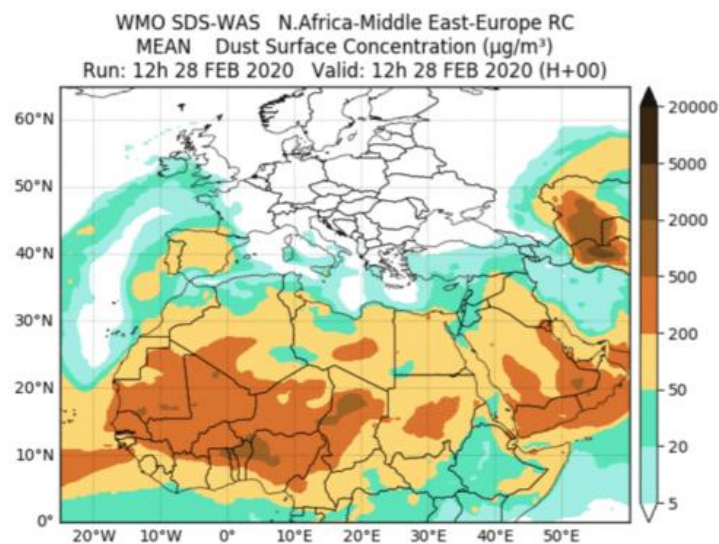 WMO SDS-WAS N.Africa-Middle East-Europe RC
MEAN Dust Surface Concentration (µg/m³)
Run: 12h 28 FEB 2020 Valid: 12h 28 FEB 2020 (H+00)
60°N
50°N
40°N
30°N
20°N
10°N
0°
20°W 10°W 0° 10°E 20°E 30°E 40°E 50°E
20000
5000
2000
500
200
50
20
5